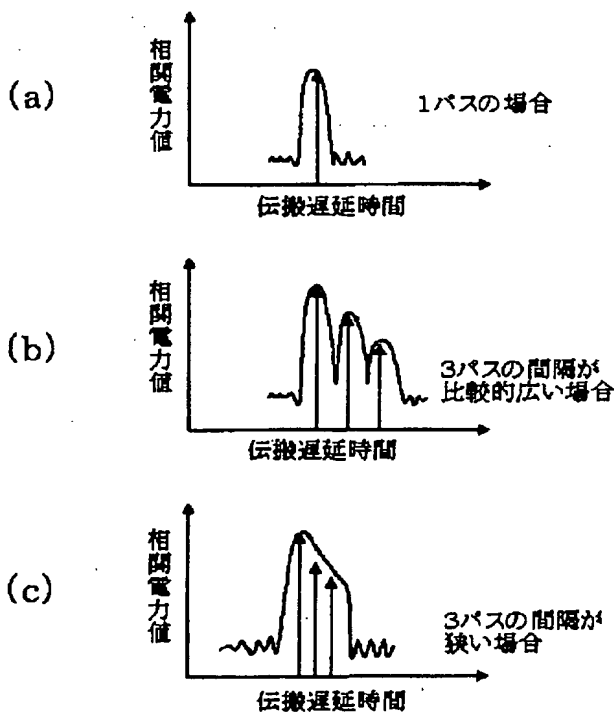 (a)
相関電力値
1パスの場合
伝搬遅延時間
(b)
相関電力値
3パスの間隔が
比較的広い場合
伝搬遅延時間
(c)
相関電力値
3パスの間隔が
狭い場合
伝搬遅延時間